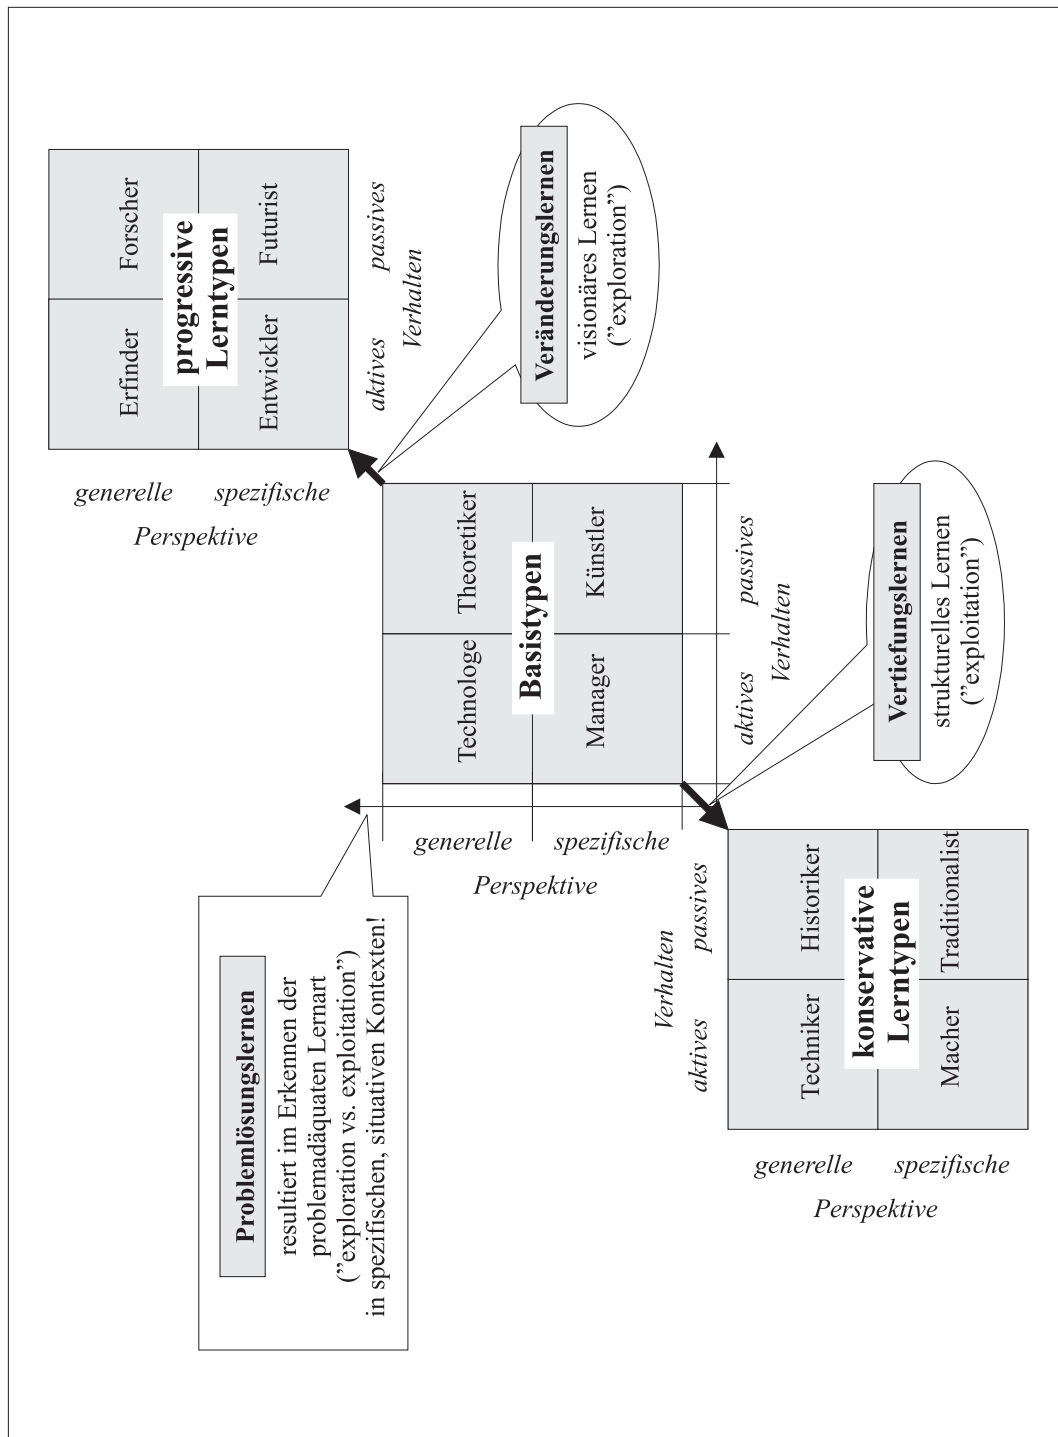 Problemlösungslernen
resultiert im Erkennen der
problemadäquaten Lernart
(”exploration vs. exploitation”)
in spezifischen, situativen Kontexten!
generelle
spezifische
Perspektive
Erfinder
Forscher
progressive
Lerntypen
Entwickler
Futurist
aktives
passives
Verhalten
Veränderungslernen
visionäres Lernen
(”exploration”)
generelle
spezifische
Perspektive
Technologe
Theoretiker
Basistypen
Manager
Künstler
aktives
passives
Verhalten
Vertiefungslernen
strukturelles Lernen
(”exploitation”)
Verhalten
aktives
passives
generelle
spezifische
Perspektive
Techniker
Historiker
konservative
Lerntypen
Macher
Traditionalist